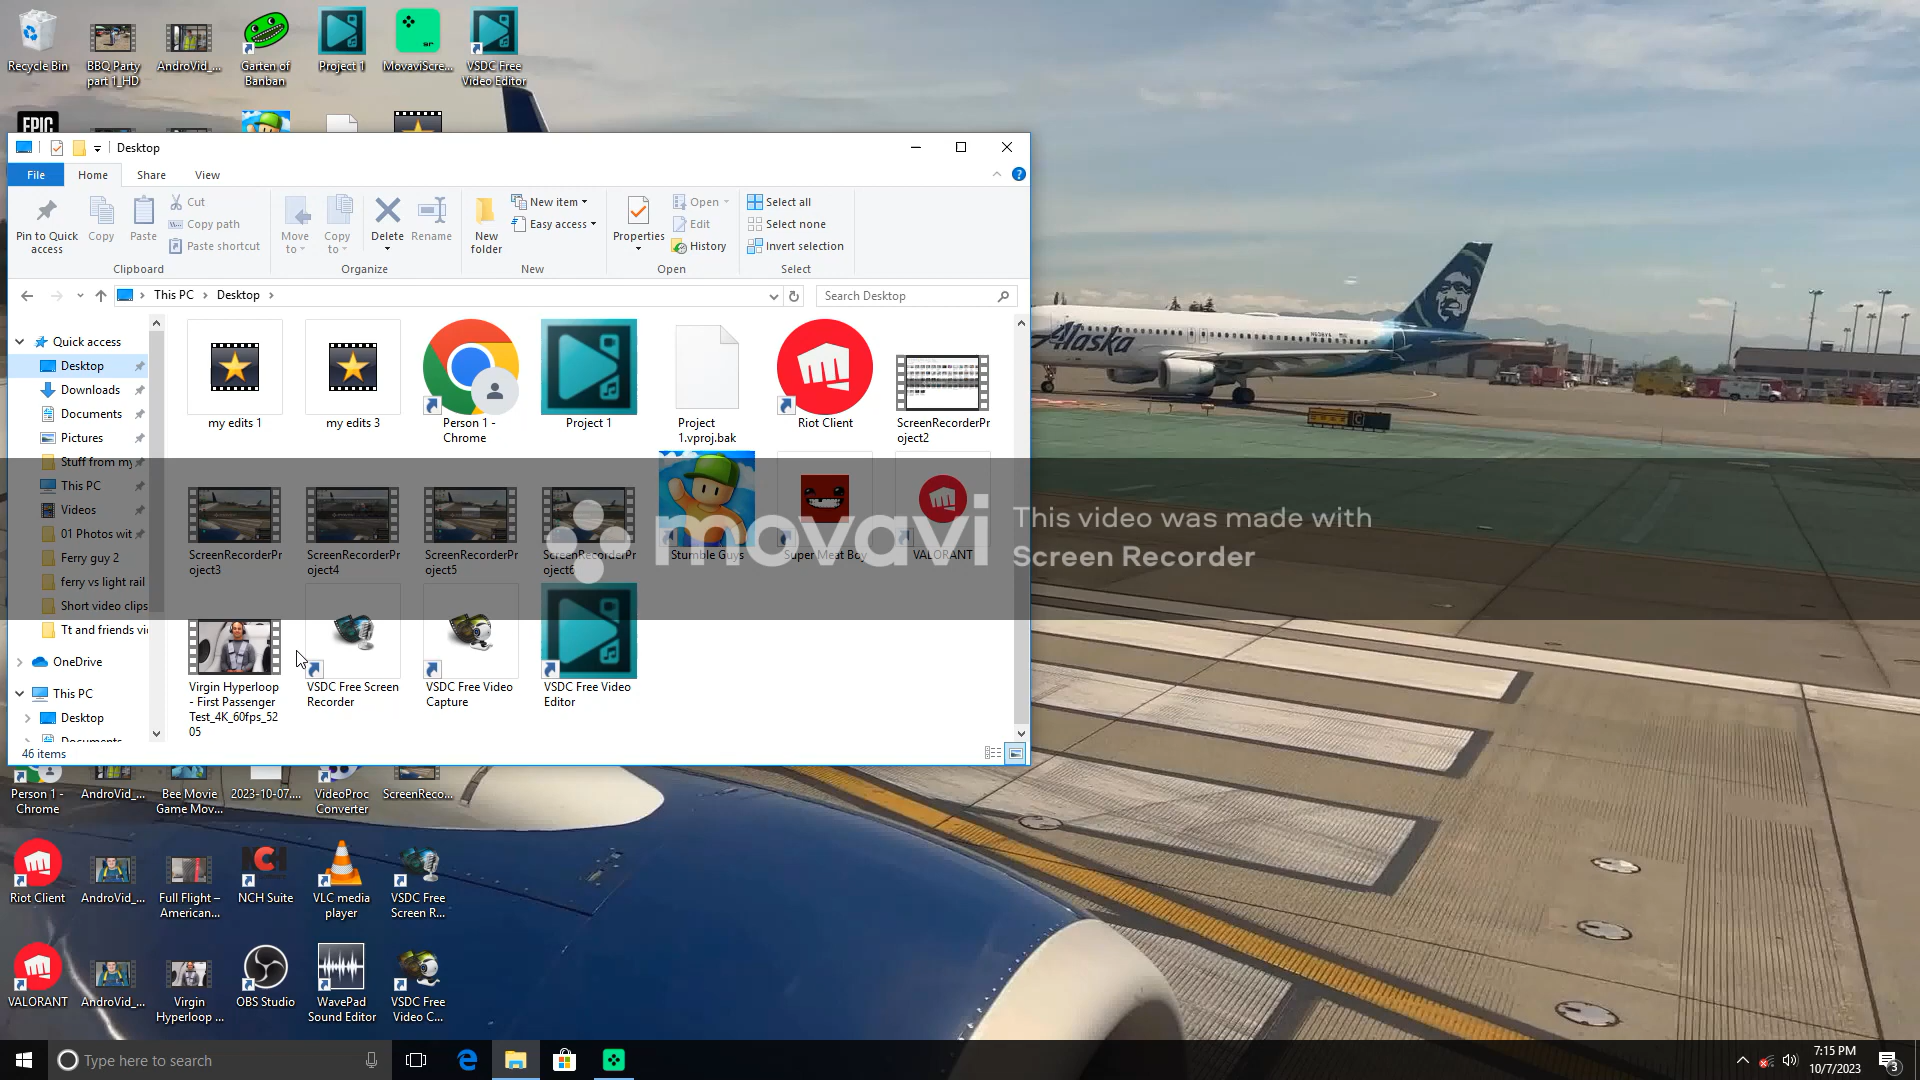 Recycle Bin
BBQ Party
part 1_HD
AndroVid_...
Garten of
Banban
Project 1
MovaviScre...
VSDC Free
Video Editor
EPIC
Desktop
File
Home
Share
View
Pin to Quick
access
Copy
Paste
Cut
Copy path
Paste shortcut
Clipboard
Move
to
Copy
to
Delete
Rename
Organize
New
folder
New item
Easy access
New
Properties
Open
Edit
History
Open
Select all
Select none
Invert selection
Select
This PC
Desktop
Search Desktop
Quick access
Desktop
Downloads
Documents
Pictures
Stuff from my
This PC
Videos
01 Photos wit
Ferry guy 2
ferry vs light rail
Short video clips
Tt and friends vi
OneDrive
This PC
Desktop
Documents
my edits 1
my edits 3
Person 1 -
Chrome
Project 1
Project
1.vproj.bak
Riot Client
ScreenRecorderPr
oject2
ScreenRecorderPr
oject3
ScreenRecorderPr
oject4
ScreenRecorderPr
oject5
ScreenRecorderPr
oject6
Stumble Guys
Super Meat Boy
VALORANT
Virgin Hyperloop
- First Passenger
Test_4K_60fps_52
05
VSDC Free Screen
Recorder
VSDC Free Video
Capture
VSDC Free Video
Editor
46 items
movavi
This video was made with
Screen Recorder
Alaska
Person 1 -
Chrome
AndroVid_...
Bee Movie
Game Mov...
2023-10-07....
VideoProc
Converter
ScreenReco...
Riot Client
AndroVid_...
Full Flight –
American...
NCH
NCH Suite
VLC media
player
VSDC Free
Screen R...
VALORANT
AndroVid_...
Virgin
Hyperloop ...
OBS Studio
WavePad
Sound Editor
VSDC Free
Video C...
Type here to search
7:15 PM
10/7/2023
3